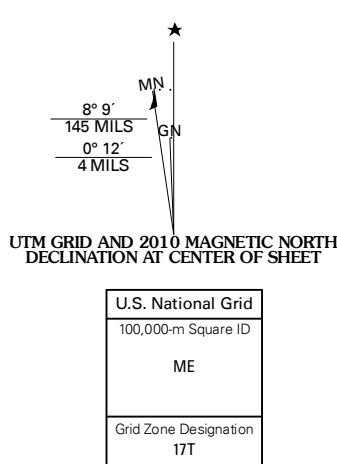 ★
MN
GN
8° 9´
145 MILS
0° 12´
4 MILS
UTM GRID AND 2010 MAGNETIC NORTH
DECLINATION AT CENTER OF SHEET
U.S. National Grid
100,000-m Square ID
ME
Grid Zone Designation
17T